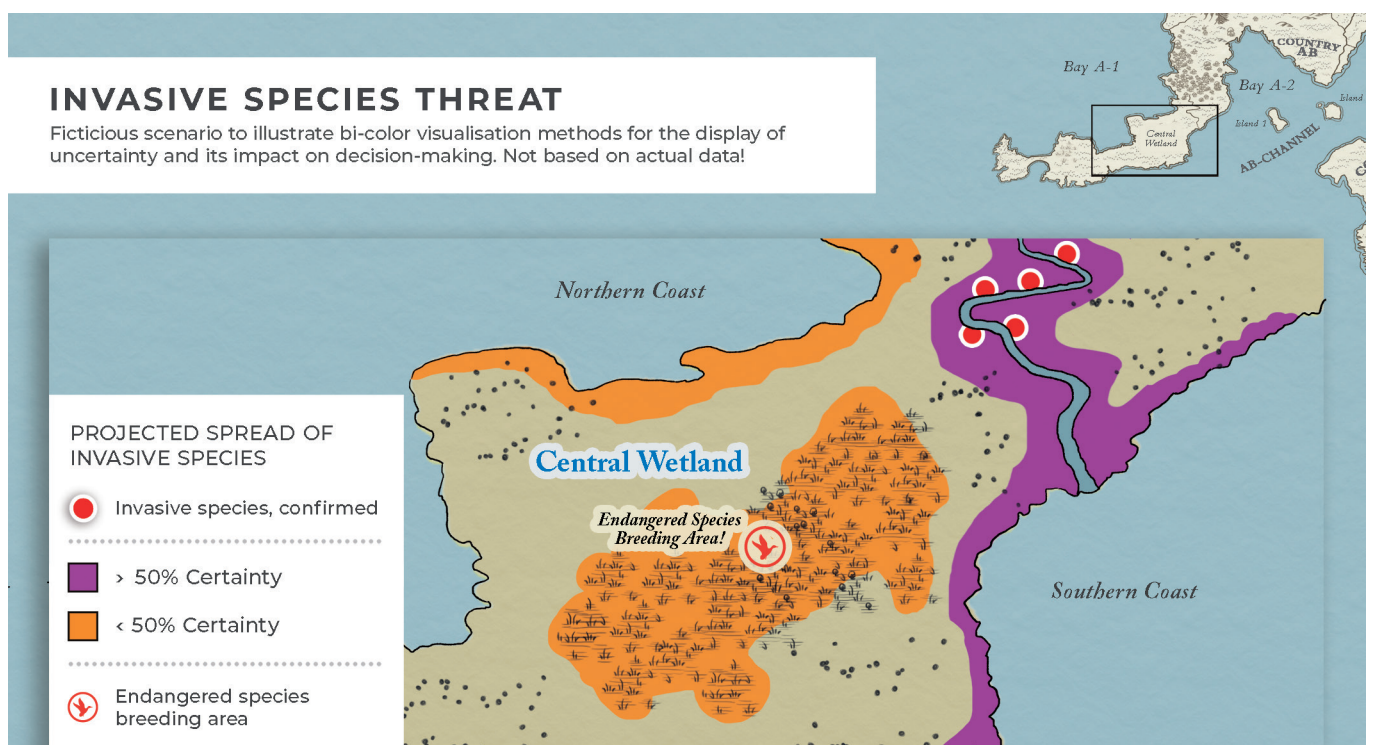 INVASIVE SPECIES THREAT
Ficticious scenario to illustrate bi-color visualisation methods for the display of
uncertainty and its impact on decision-making. Not based on actual data!
Bay A-1
COUNTRY
AB
Bay A-2
Island
Island 1
Central
Wetland
AB-CHANNEL
Northern Coast
Central Wetland
Endangered Species
Breeding Area!
Southern Coast
PROJECTED SPREAD OF
INVASIVE SPECIES
Invasive species, confirmed
> 50% Certainty
< 50% Certainty
Endangered species
breeding area